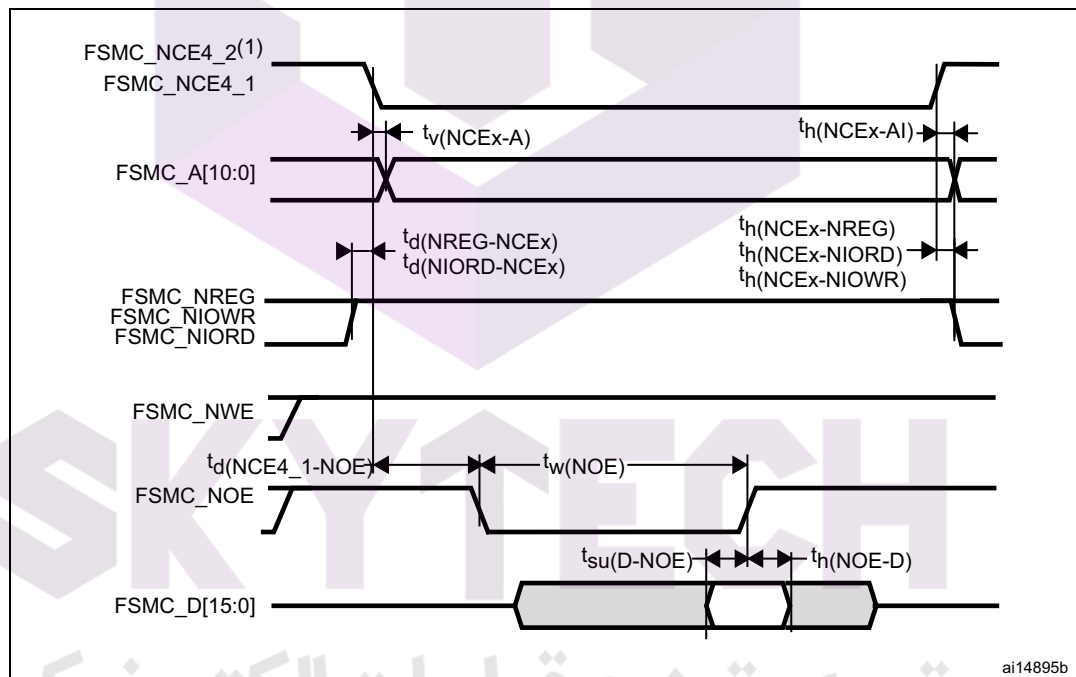 FSMC_NCE4_2(1)
FSMC_NCE4_1
tv(NCEx-A)
th(NCEx-AI)
FSMC_A[10:0]
td(NREG-NCEx)
td(NIORD-NCEx)
th(NCEx-NREG)
th(NCEx-NIORD)
th(NCEx-NIOWR)
FSMC_NREG
FSMC_NIOWR
FSMC_NIORD
FSMC_NWE
SKYTECH
td(NCE4_1-NOE)
tw(NOE)
FSMC_NOE
tsu(D-NOE)
th(NOE-D)
FSMC_D[15:0]
ai14895b